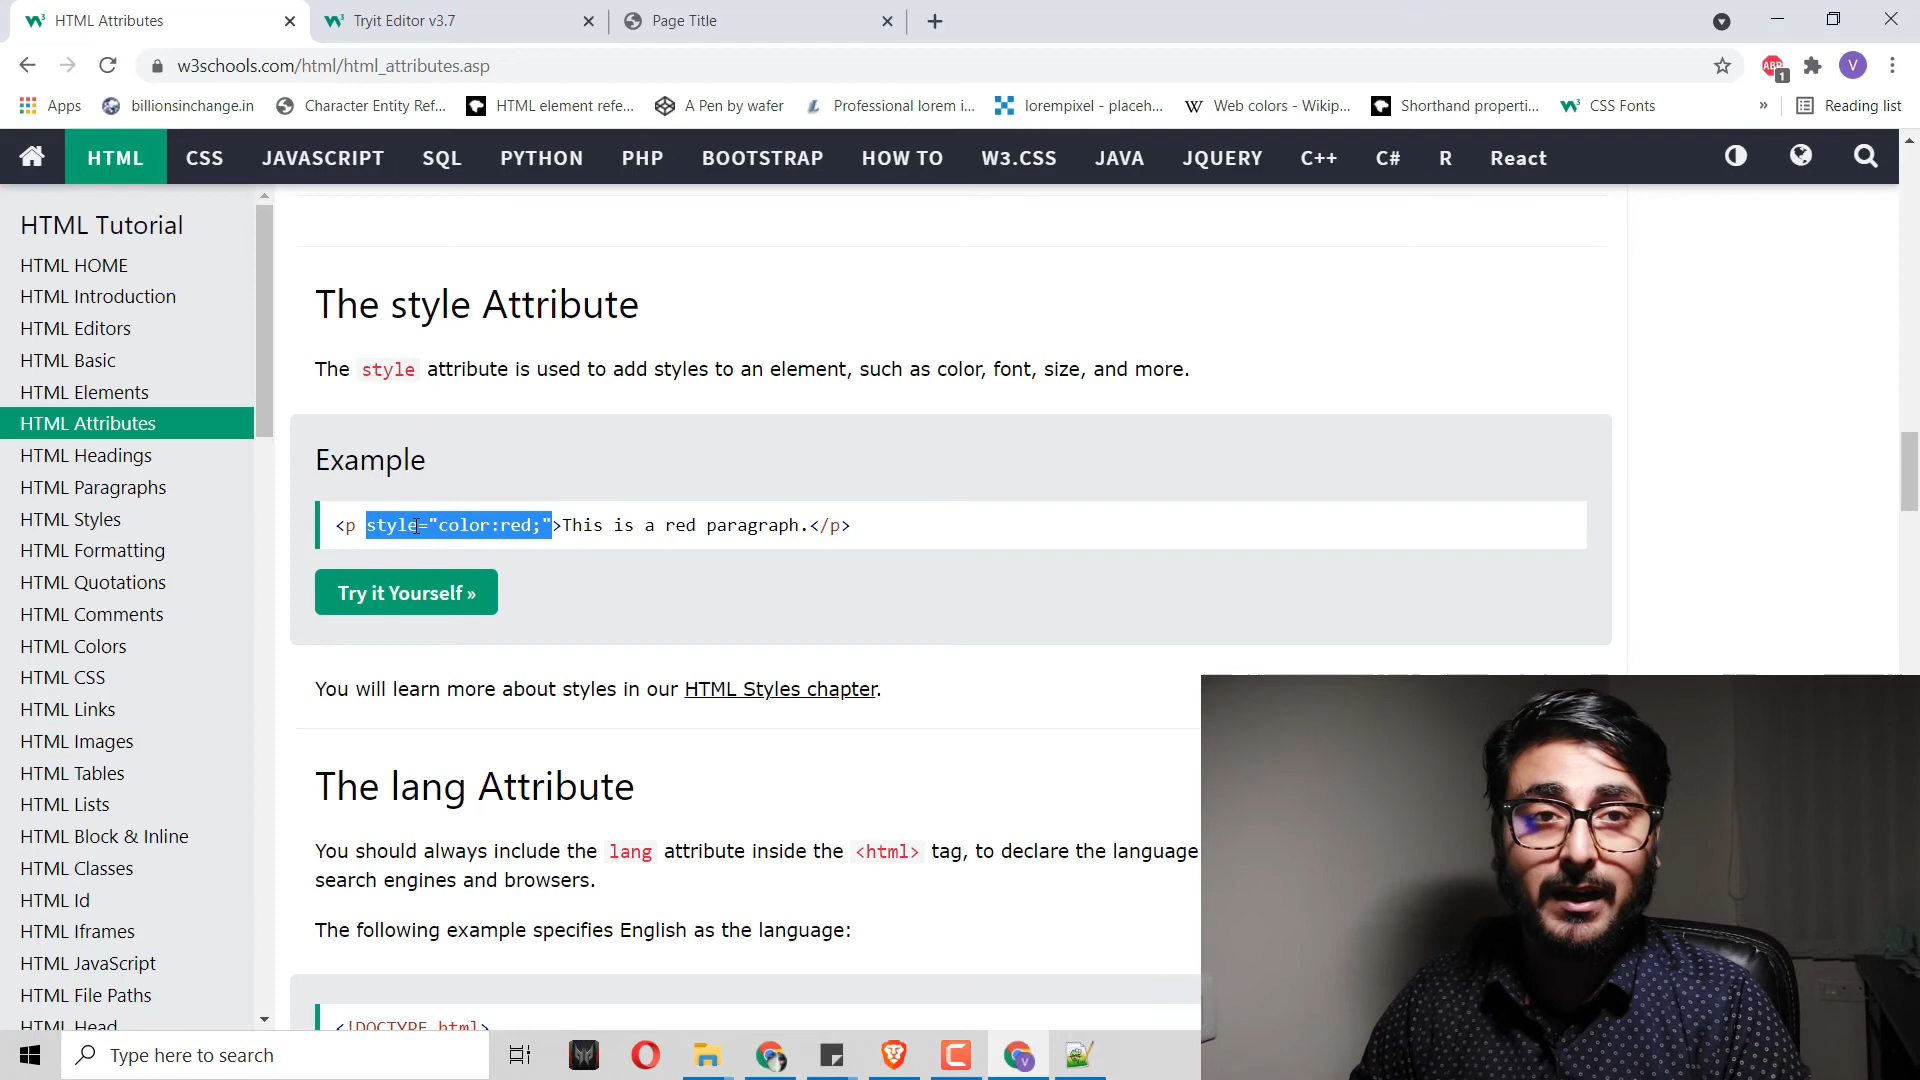 HTML Attributes
Tryit Editor v3.7
Page Title
w3schools.com/html/html_attributes.asp
ABP
1
V
Apps
billionsinchange.in
Character Entity Ref...
HTML element refe...
A Pen by wafer
Professional lorem i...
lorempixel - placeh...
Web colors - Wikip...
Shorthand properti...
CSS Fonts
»
Reading list
HTML
CSS
JAVASCRIPT
SQL
PYTHON
PHP
BOOTSTRAP
HOW TO
W3.CSS
JAVA
JQUERY
C++
C#
R
React
HTML Tutorial
HTML HOME
HTML Introduction
HTML Editors
HTML Basic
HTML Elements
HTML Attributes
HTML Headings
HTML Paragraphs
HTML Styles
HTML Formatting
HTML Quotations
HTML Comments
HTML Colors
HTML CSS
HTML Links
HTML Images
HTML Tables
HTML Lists
HTML Block & Inline
HTML Classes
HTML Id
HTML Iframes
HTML JavaScript
HTML File Paths
HTML Head
The style Attribute
The style attribute is used to add styles to an element, such as color, font, size, and more.
Example
<p style="color:red;">This is a red paragraph.</p>
Try it Yourself »
You will learn more about styles in our HTML Styles chapter.
The lang Attribute
You should always include the lang attribute inside the <html> tag, to declare the language
search engines and browsers.
The following example specifies English as the language:
<!DOCTYPE html>
Type here to search